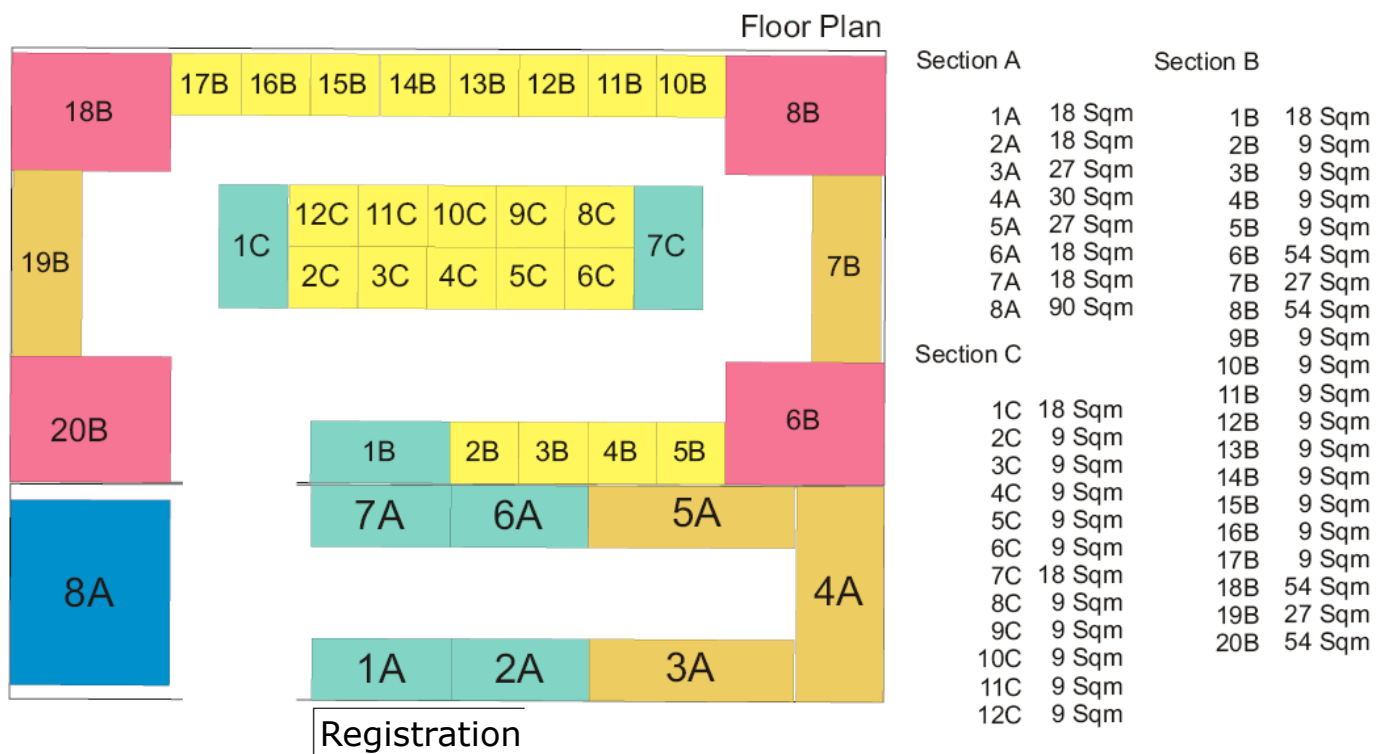 Floor Plan
18B
17B
16B
15B
14B
13B
12B
11B
10B
8B
12C
11C
10C
9C
8C
1C
7C
2C
3C
4C
5C
6C
19B
7B
20B
6B
1B
2B
3B
4B
5B
7A
6A
5A
8A
4A
1A
2A
3A
Registration
Section A
1A 18 Sqm
2A 18 Sqm
3A 27 Sqm
4A 30 Sqm
5A 27 Sqm
6A 18 Sqm
7A 18 Sqm
8A 90 Sqm
Section C
1C 18 Sqm
2C 9 Sqm
3C 9 Sqm
4C 9 Sqm
5C 9 Sqm
6C 9 Sqm
7C 18 Sqm
8C 9 Sqm
9C 9 Sqm
10C 9 Sqm
11C 9 Sqm
12C 9 Sqm
Section B
1B 18 Sqm
2B 9 Sqm
3B 9 Sqm
4B 9 Sqm
5B 9 Sqm
6B 54 Sqm
7B 27 Sqm
8B 54 Sqm
9B 9 Sqm
10B 9 Sqm
11B 9 Sqm
12B 9 Sqm
13B 9 Sqm
14B 9 Sqm
15B 9 Sqm
16B 9 Sqm
17B 9 Sqm
18B 54 Sqm
19B 27 Sqm
20B 54 Sqm